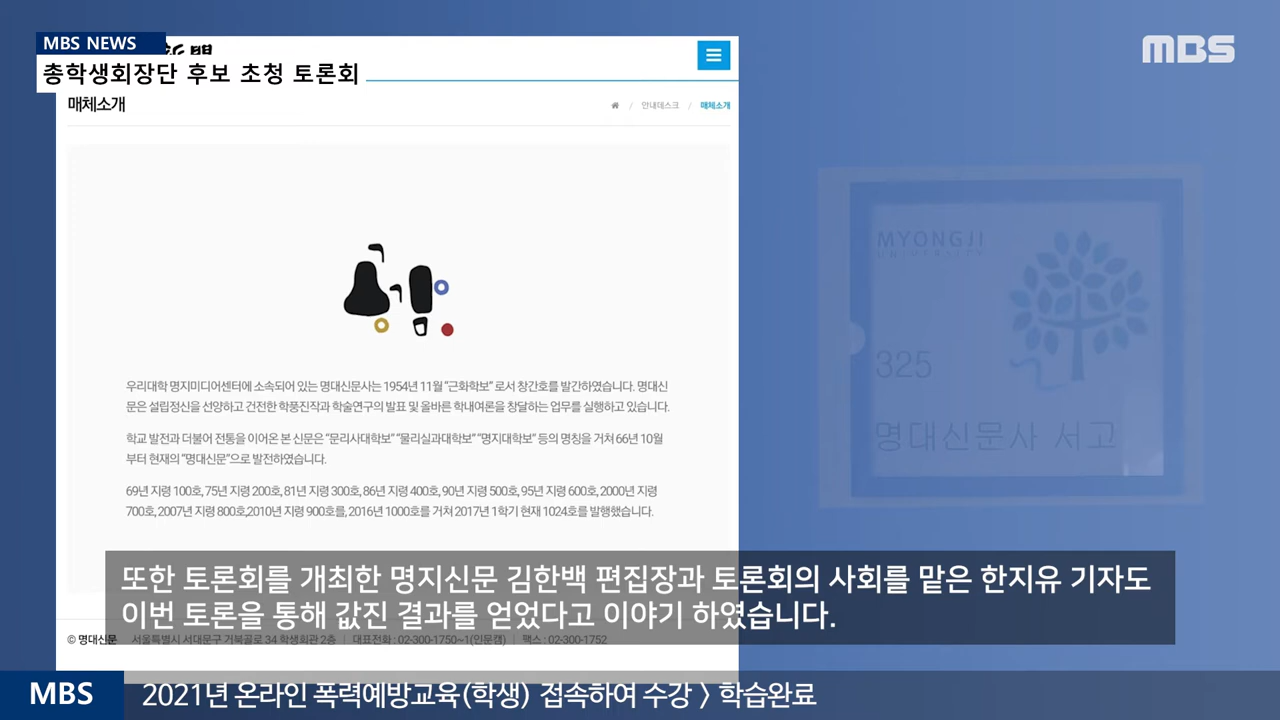 MBS NEWS
MBS
총학생회장단 후보 초청 토론회
매체소개
/ 안내데스크 / 매체소개
MYONGJI
UNIVERSITY
325
명대신문사 서고
우리대학 명지미디어센터에 소속되어 있는 명대신문사는 1954년 11월 “근화학보” 로서 창간호를 발간하였습니다. 명대신
문은 설립정신을 선양하고 건전한 학풍진작과 학술연구의 발표 및 올바른 학내여론을 창달하는 업무를 실행하고 있습니다.
학교 발전과 더불어 전통을 이어온 본 신문은 “문리사대학보” “물리실과대학보” “명지대학보” 등의 명칭을 거쳐 66년 10월
부터 현재의 “명대신문”으로 발전하였습니다.
69년 지령 100호, 75년 지령 200호, 81년 지령 300호, 86년 지령 400호, 90년 지령 500호, 95년 지령 600호, 2000년 지령
700호, 2007년 지령 800호,2010년 지령 900호를, 2016년 1000호를 거쳐 2017년 1학기 현재 1024호를 발행했습니다.
또한 토론회를 개최한 명지신문 김한백 편집장과 토론회의 사회를 맡은 한지유 기자도
이번 토론을 통해 값진 결과를 얻었다고 이야기 하였습니다.
© 명대신문 서울특별시 서대문구 거북골로 34 학생회관 2층 | 대표전화 : 02-300-1750~1(인문캠) | 팩스 : 02-300-1752
MBS 2021년 온라인 폭력예방교육(학생) 접속하여 수강 > 학습완료